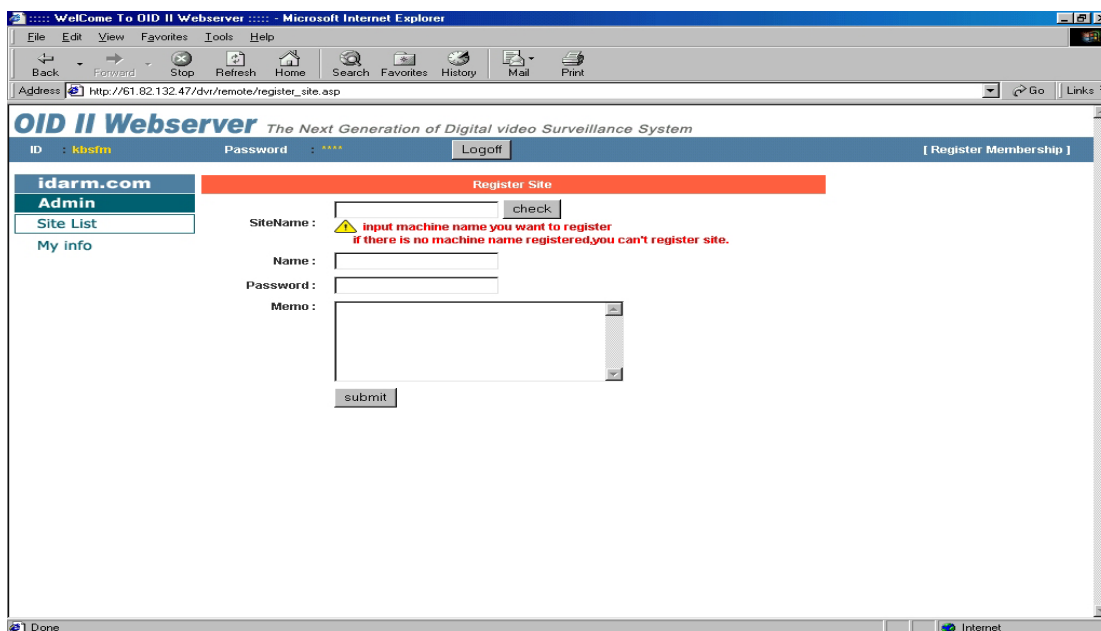 ::::: WelCome To OID II Webserver ::::: - Microsoft Internet Explorer
File Edit View Favorites Tools Help
Back Forward Stop Refresh Home Search Favorites History Mail Print
Address http://61.82.132.47/dvr/remote/register_site.asp Go Links
OID II Webserver The Next Generation of Digital video Surveillance System
ID : kbsfm Password : **** Logoff [ Register Membership ]
idarm.com
Admin
Site List
My info
Register Site
SiteName : check
input machine name you want to register
if there is no machine name registered,you can't register site.
Name :
Password :
Memo :
submit
Done Internet